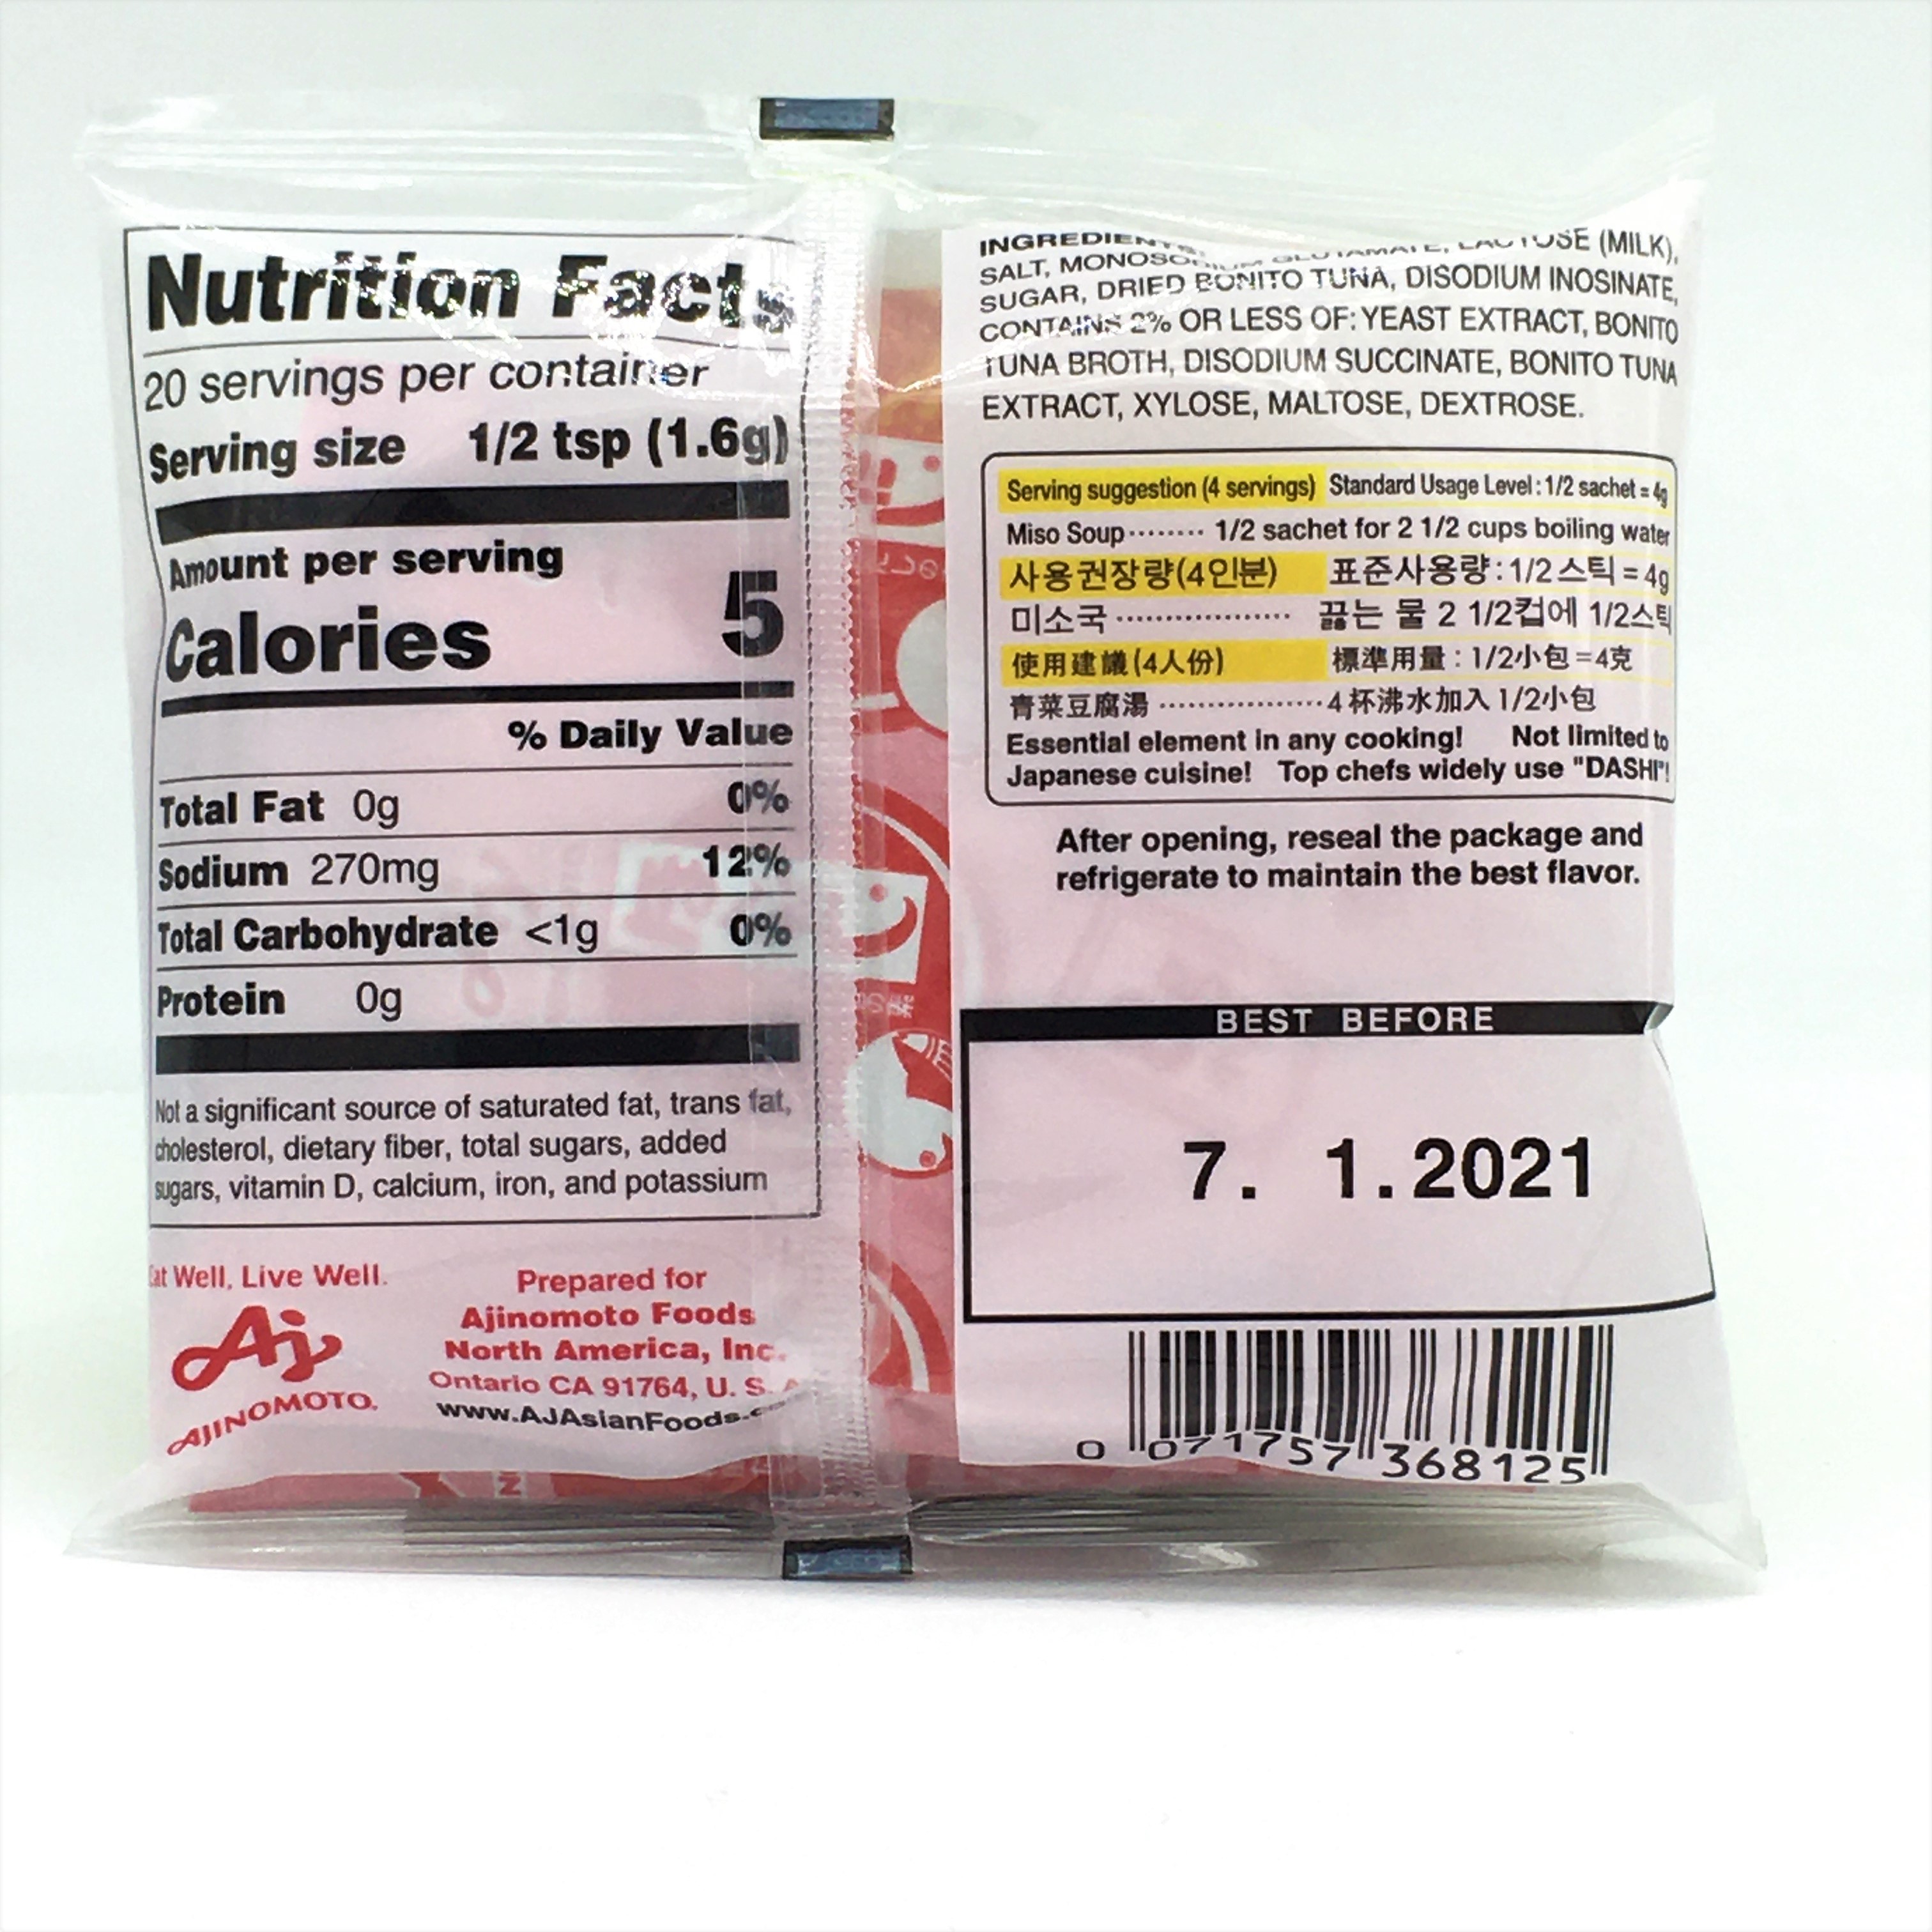 Nutrition Facts
20 servings per container
Serving size 1/2 tsp (1.6g)
Amount per serving
Calories 5
% Daily Value
Total Fat 0g 0%
Sodium 270mg 12%
Total Carbohydrate <1g 0%
Protein 0g
Not a significant source of saturated fat, trans fat,
cholesterol, dietary fiber, total sugars, added
sugars, vitamin D, calcium, iron, and potassium
Eat Well, Live Well.
Aj
AJINOMOTO.
Prepared for
Ajinomoto Foods
North America, Inc.
Ontario CA 91764, U. S. A
www.AJAsianFoods.
LACTOSE (MILK),
SALT, MONOSODIUM GLUTAMATE,
SUGAR, DRIED BONITO TUNA, DISODIUM INOSINATE,
CONTAINS 2% OR LESS OF: YEAST EXTRACT, BONITO
TUNA BROTH, DISODIUM SUCCINATE, BONITO TUNA
EXTRACT, XYLOSE, MALTOSE, DEXTROSE.
Serving suggestion (4 servings) Standard Usage Level : 1/2 sachet = 4g
Miso Soup ········ 1/2 sachet for 2 1/2 cups boiling water
사용권장량(4인분) 표준사용량 : 1/2 스틱 = 4g
미소국 ·················· 끓는 물 2 1/2컵에 1/2스틱
使用建議(4人份) 標準用量 : 1/2小包 =4克
青菜豆腐湯 ·················4 杯沸水加入 1/2小包
Essential element in any cooking! Not limited to
Japanese cuisine! Top chefs widely use "DASHI"!
After opening, reseal the package and
refrigerate to maintain the best flavor.
BEST BEFORE
7. 1.2021
0 071757 368125